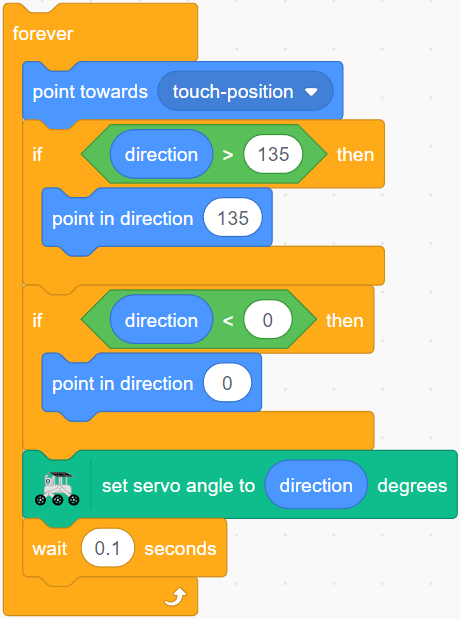 forever
point towards touch-position
if direction > 135 then
point in direction 135
if direction < 0 then
point in direction 0
set servo angle to direction degrees
wait 0.1 seconds